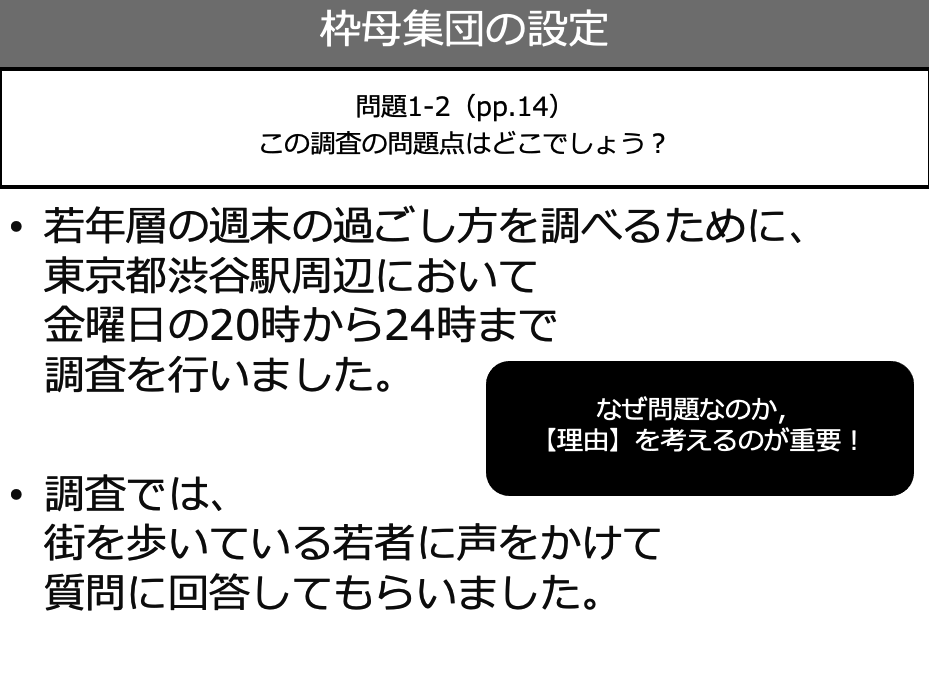 枠母集団の設定
問題1-2（pp.14）
この調査の問題点はどこでしょう？
• 若年層の週末の過ごし方を調べるために、
東京都渋谷駅周辺において
金曜日の20時から24時まで
調査を行いました。
なぜ問題なのか,
【理由】を考えるのが重要！
• 調査では、
街を歩いている若者に声をかけて
質問に回答してもらいました。